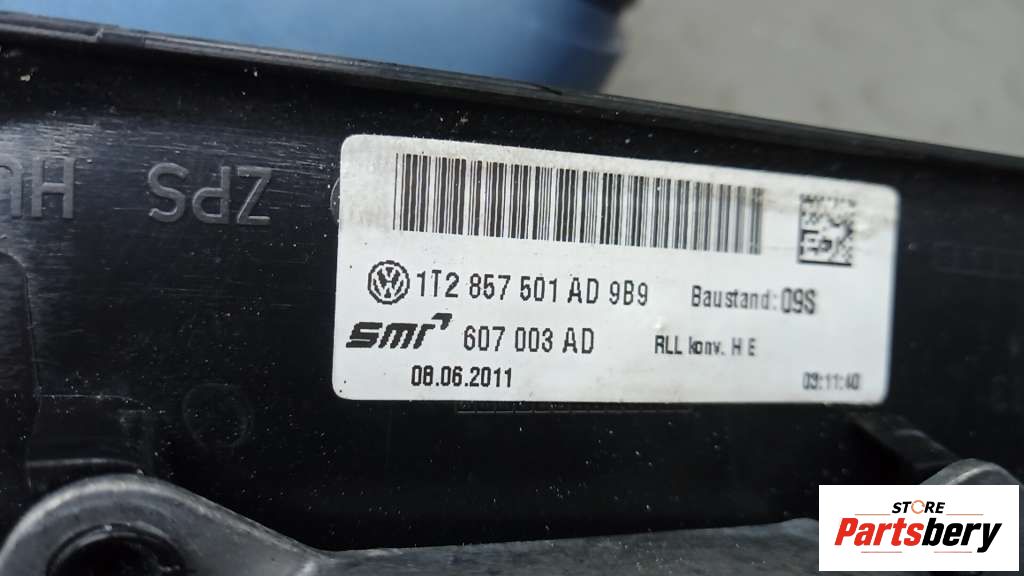 ZPS
1T2 857 501 AD 9B9 Baustand: 09S
smr 607 003 AD RLL konv. H E
08.06.2011 03:11:40
STORE
Partsbery